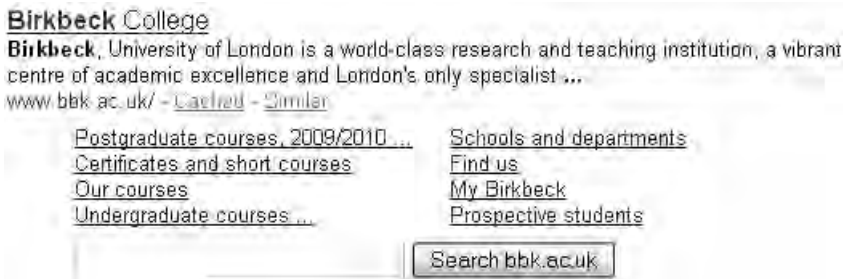 Birkbeck College
Birkbeck, University of London is a world-class research and teaching institution, a vibrant
centre of academic excellence and London's only specialist ...
www.bbk.ac.uk/ - Cached - Similar
Postgraduate courses, 2009/2010 ... Schools and departments
Certificates and short courses Find us
Our courses My Birkbeck
Undergraduate courses ... Prospective students
Search bbk.ac.uk